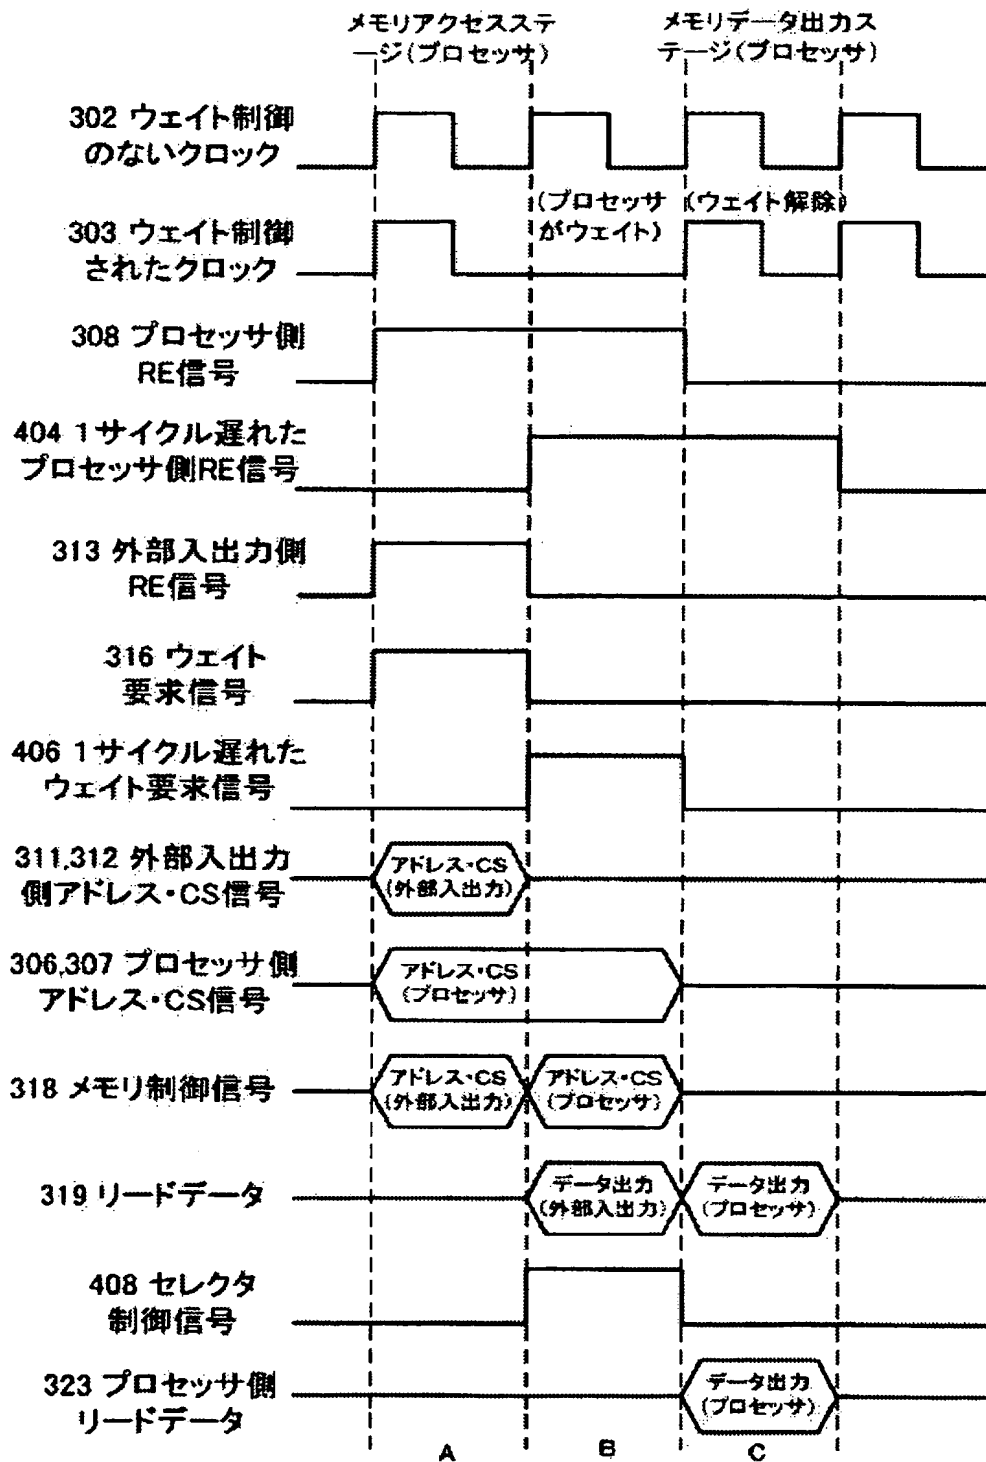 メモリアクセスステ
ージ(プロセッサ)
メモリデータ出力ス
テージ(プロセッサ)
302 ウェイト制御
のないクロック
(プロセッサ
がウェイト)
(ウェイト解除)
303 ウェイト制御
されたクロック
308 プロセッサ側
RE信号
404 1サイクル遅れた
プロセッサ側RE信号
313 外部入出力側
RE信号
316 ウェイト
要求信号
406 1サイクル遅れた
ウェイト要求信号
311,312 外部入出力
側アドレス・CS信号
アドレス・CS
(外部入出力)
306,307 プロセッサ側
アドレス・CS信号
アドレス・CS
(プロセッサ)
318 メモリ制御信号
アドレス・CS
(外部入出力)
アドレス・CS
(プロセッサ)
319 リードデータ
データ出力
(外部入出力)
データ出力
(プロセッサ)
408 セレクタ
制御信号
323 プロセッサ側
リードデータ
データ出力
(プロセッサ)
A
B
C